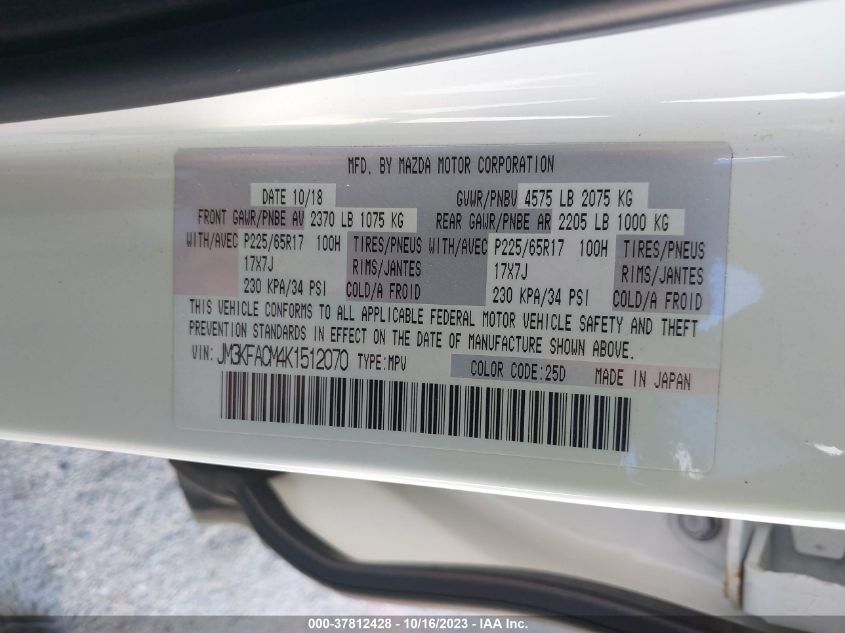 MFD. BY MAZDA MOTOR CORPORATION
DATE 10/18 GVWR/PNBV 4575 LB 2075 KG
FRONT GAWR/PNBE AV 2370 LB 1075 KG REAR GAWR/PNBE AR 2205 LB 1000 KG
WITH/AVEC P225/65R17 100H TIRES/PNEUS WITH/AVEC P225/65R17 100H TIRES/PNEUS
17X7J RIMS/JANTES 17X7J RIMS/JANTES
230 KPA/34 PSI COLD/A FROID 230 KPA/34 PSI COLD/A FROID
THIS VEHICLE CONFORMS TO ALL APPLICABLE FEDERAL MOTOR VEHICLE SAFETY AND THEFT
PREVENTION STANDARDS IN EFFECT ON THE DATE OF MANUFACTURE SHOWN ABOVE.
VIN: JM3KFACM4K1512070 TYPE:MPV COLOR CODE:25D MADE IN JAPAN
000-37812428 - 10/16/2023 - IAA Inc.